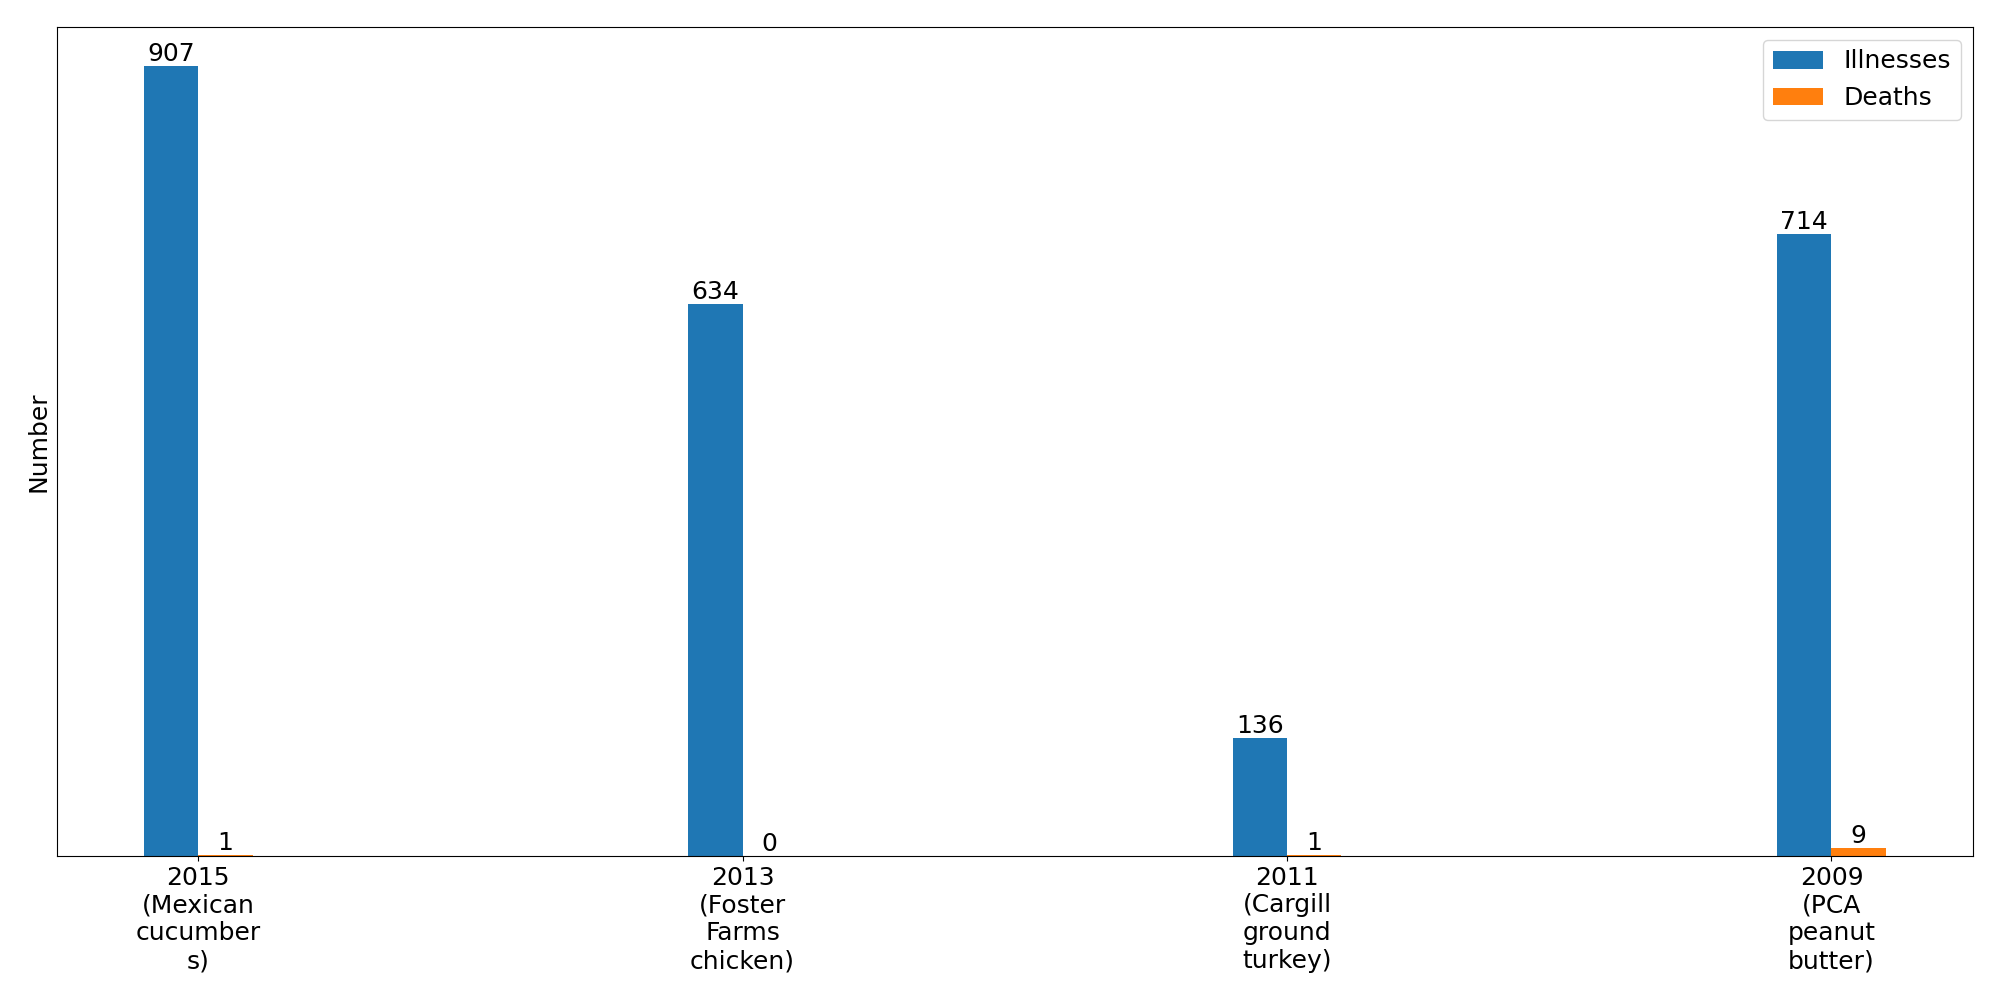 907
634
136
714
1
0
1
9
Illnesses
Deaths
Number
2015
(Mexican
cucumber
s)
2013
(Foster
Farms
chicken)
2011
(Cargill
ground
turkey)
2009
(PCA
peanut
butter)